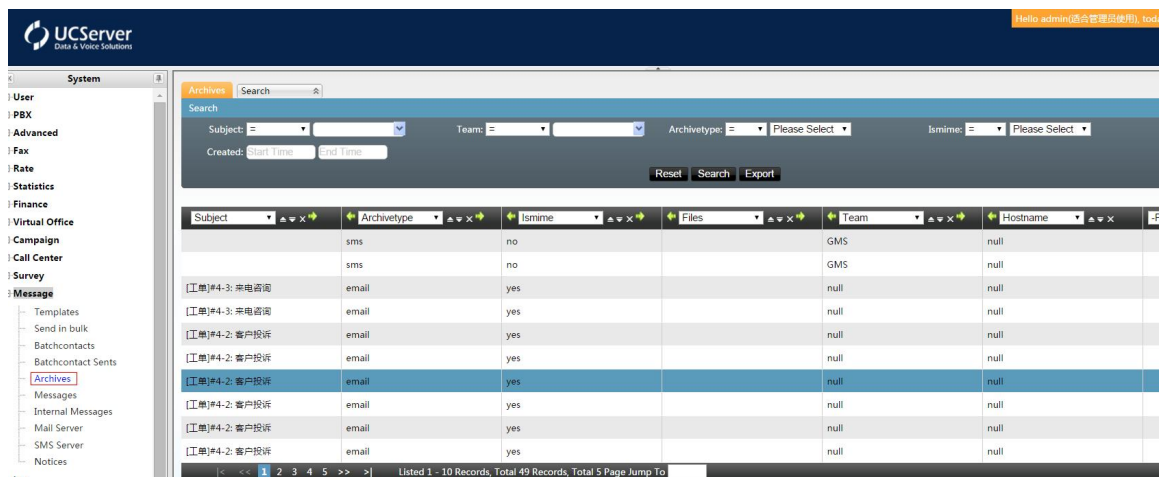 UCServer
Data & Voice Solutions
Hello admin(适合管理员使用), toda
System
User
PBX
Advanced
Fax
Rate
Statistics
Finance
Virtual Office
Campaign
Call Center
Survey
Message
Templates
Send in bulk
Batchcontacts
Batchcontact Sents
Archives
Messages
Internal Messages
Mail Server
SMS Server
Notices
Archives Search
Search
Subject: = Team: = Archivetype: = Please Select Ismime: = Please Select
Created: Start Time End Time
Reset Search Export
Subject Archivetype Ismime Files Team Hostname
sms no GMS null
sms no GMS null
[工单]#4-3: 来电咨询 email yes null null
[工单]#4-3: 来电咨询 email yes null null
[工单]#4-2: 客户投诉 email yes null null
[工单]#4-2: 客户投诉 email yes null null
[工单]#4-2: 客户投诉 email yes null null
[工单]#4-2: 客户投诉 email yes null null
[工单]#4-2: 客户投诉 email yes null null
[工单]#4-2: 客户投诉 email yes null null
|< << 1 2 3 4 5 >> >| Listed 1 - 10 Records, Total 49 Records, Total 5 Page Jump To